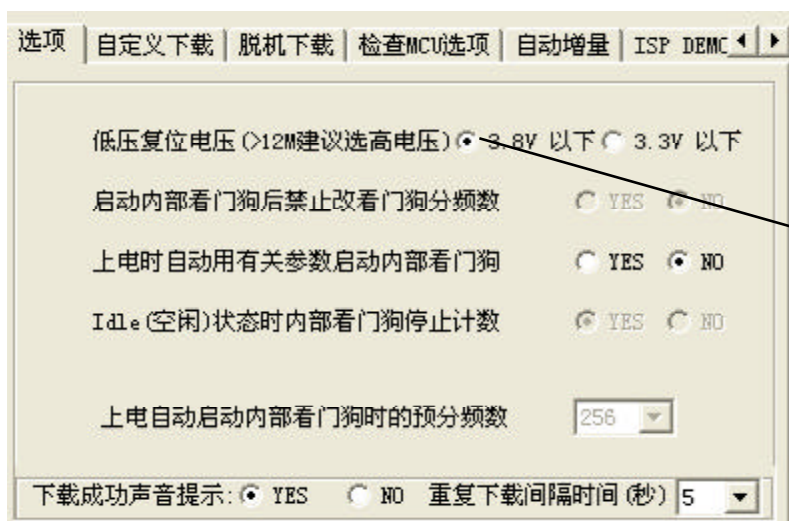 选项 自定义下载 脱机下载 检查MCU选项 自动增量 ISP DEMO
低压复位电压(>12M建议选高电压) 3.8V 以下 3.3V 以下
启动内部看门狗后禁止改看门狗分频数 YES NO
上电时自动用有关参数启动内部看门狗 YES NO
Idle(空闲)状态时内部看门狗停止计数 YES NO
上电自动启动内部看门狗时的预分频数 256
下载成功声音提示: YES NO 重复下载间隔时间(秒) 5